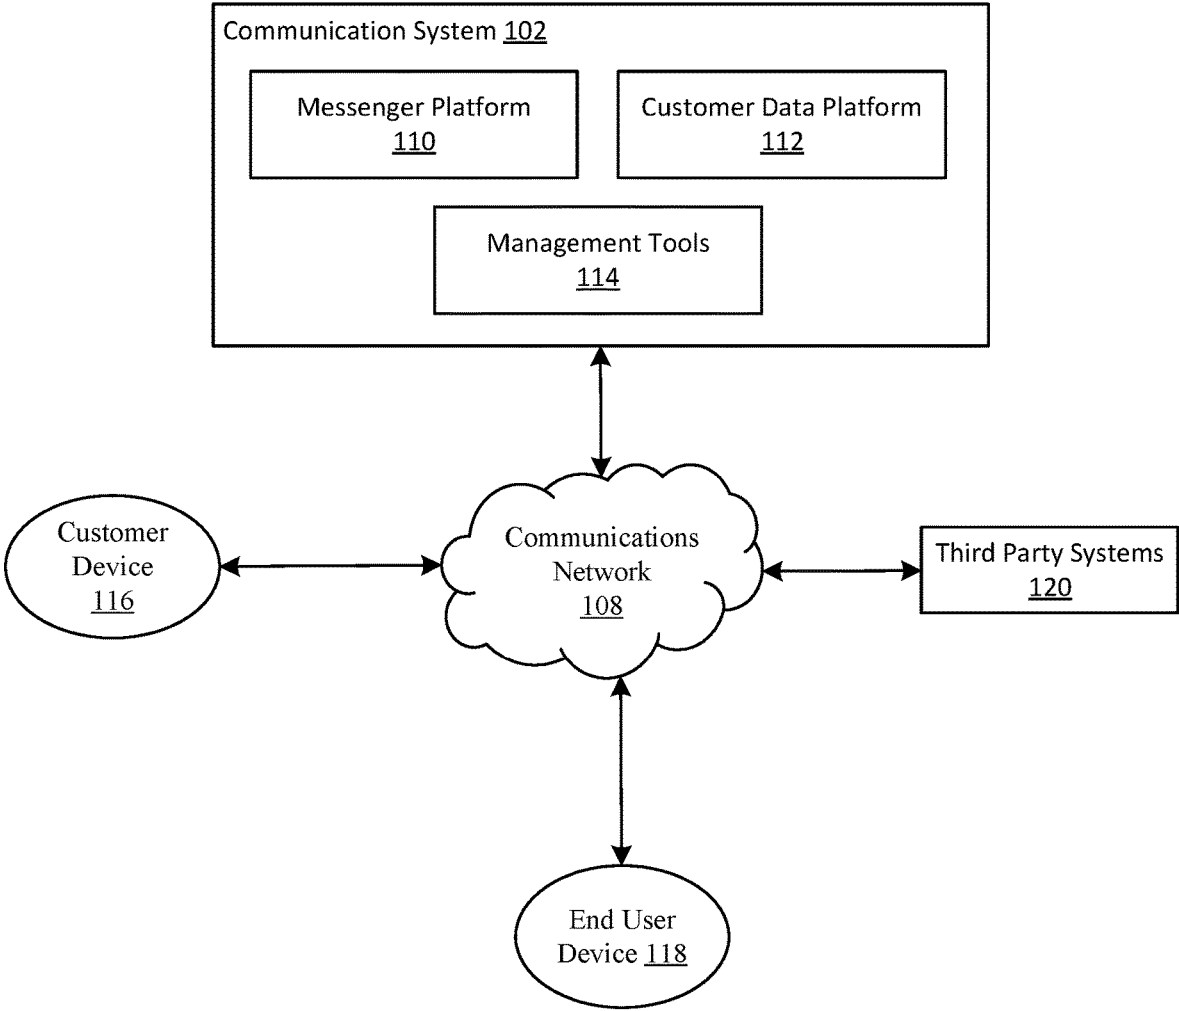 Communication System 102
Messenger Platform
110
Customer Data Platform
112
Management Tools
114
Customer
Device
116
Communications
Network
108
Third Party Systems
120
End User
Device 118